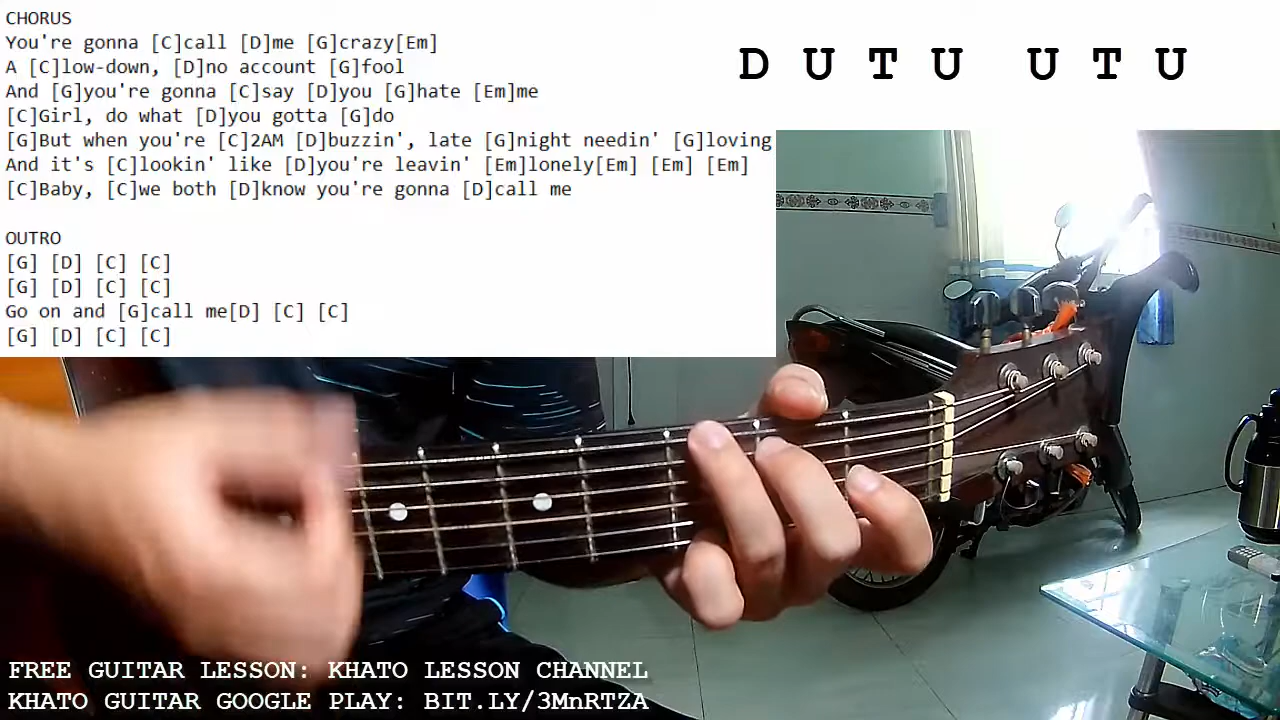 CHORUS
You're gonna [C]call [D]me [G]crazy[Em]
A [C]low-down, [D]no account [G]fool
And [G]you're gonna [C]say [D]you [G]hate [Em]me
[C]Girl, do what [D]you gotta [G]do
[G]But when you're [C]2AM [D]buzzin', late [G]night needin' [G]loving
And it's [C]lookin' like [D]you're leavin' [Em]lonely[Em] [Em] [Em]
[C]Baby, [C]we both [D]know you're gonna [D]call me
OUTRO
[G] [D] [C] [C]
[G] [D] [C] [C]
Go on and [G]call me[D] [C] [C]
[G] [D] [C] [C]
D U T U U T U
FREE GUITAR LESSON: KHATO LESSON CHANNEL
KHATO GUITAR GOOGLE PLAY: BIT.LY/3MnRTZA